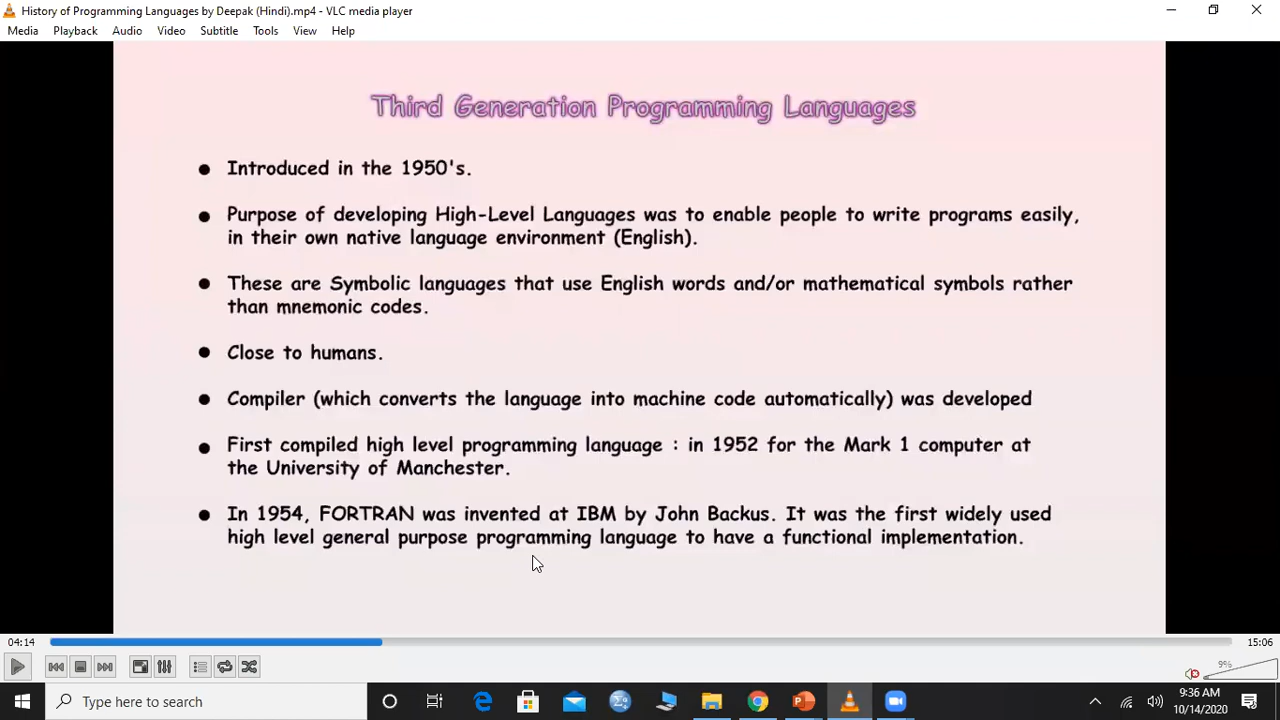 History of Programming Languages by Deepak (Hindi).mp4 - VLC media player
Media Playback Audio Video Subtitle Tools View Help
Third Generation Programming Languages
● Introduced in the 1950's.
● Purpose of developing High-Level Languages was to enable people to write programs easily,
in their own native language environment (English).
● These are Symbolic languages that use English words and/or mathematical symbols rather
than mnemonic codes.
● Close to humans.
● Compiler (which converts the language into machine code automatically) was developed
● First compiled high level programming language : in 1952 for the Mark 1 computer at
the University of Manchester.
● In 1954, FORTRAN was invented at IBM by John Backus. It was the first widely used
high level general purpose programming language to have a functional implementation.
04:14 15:06
9%
Type here to search
9:36 AM
10/14/2020